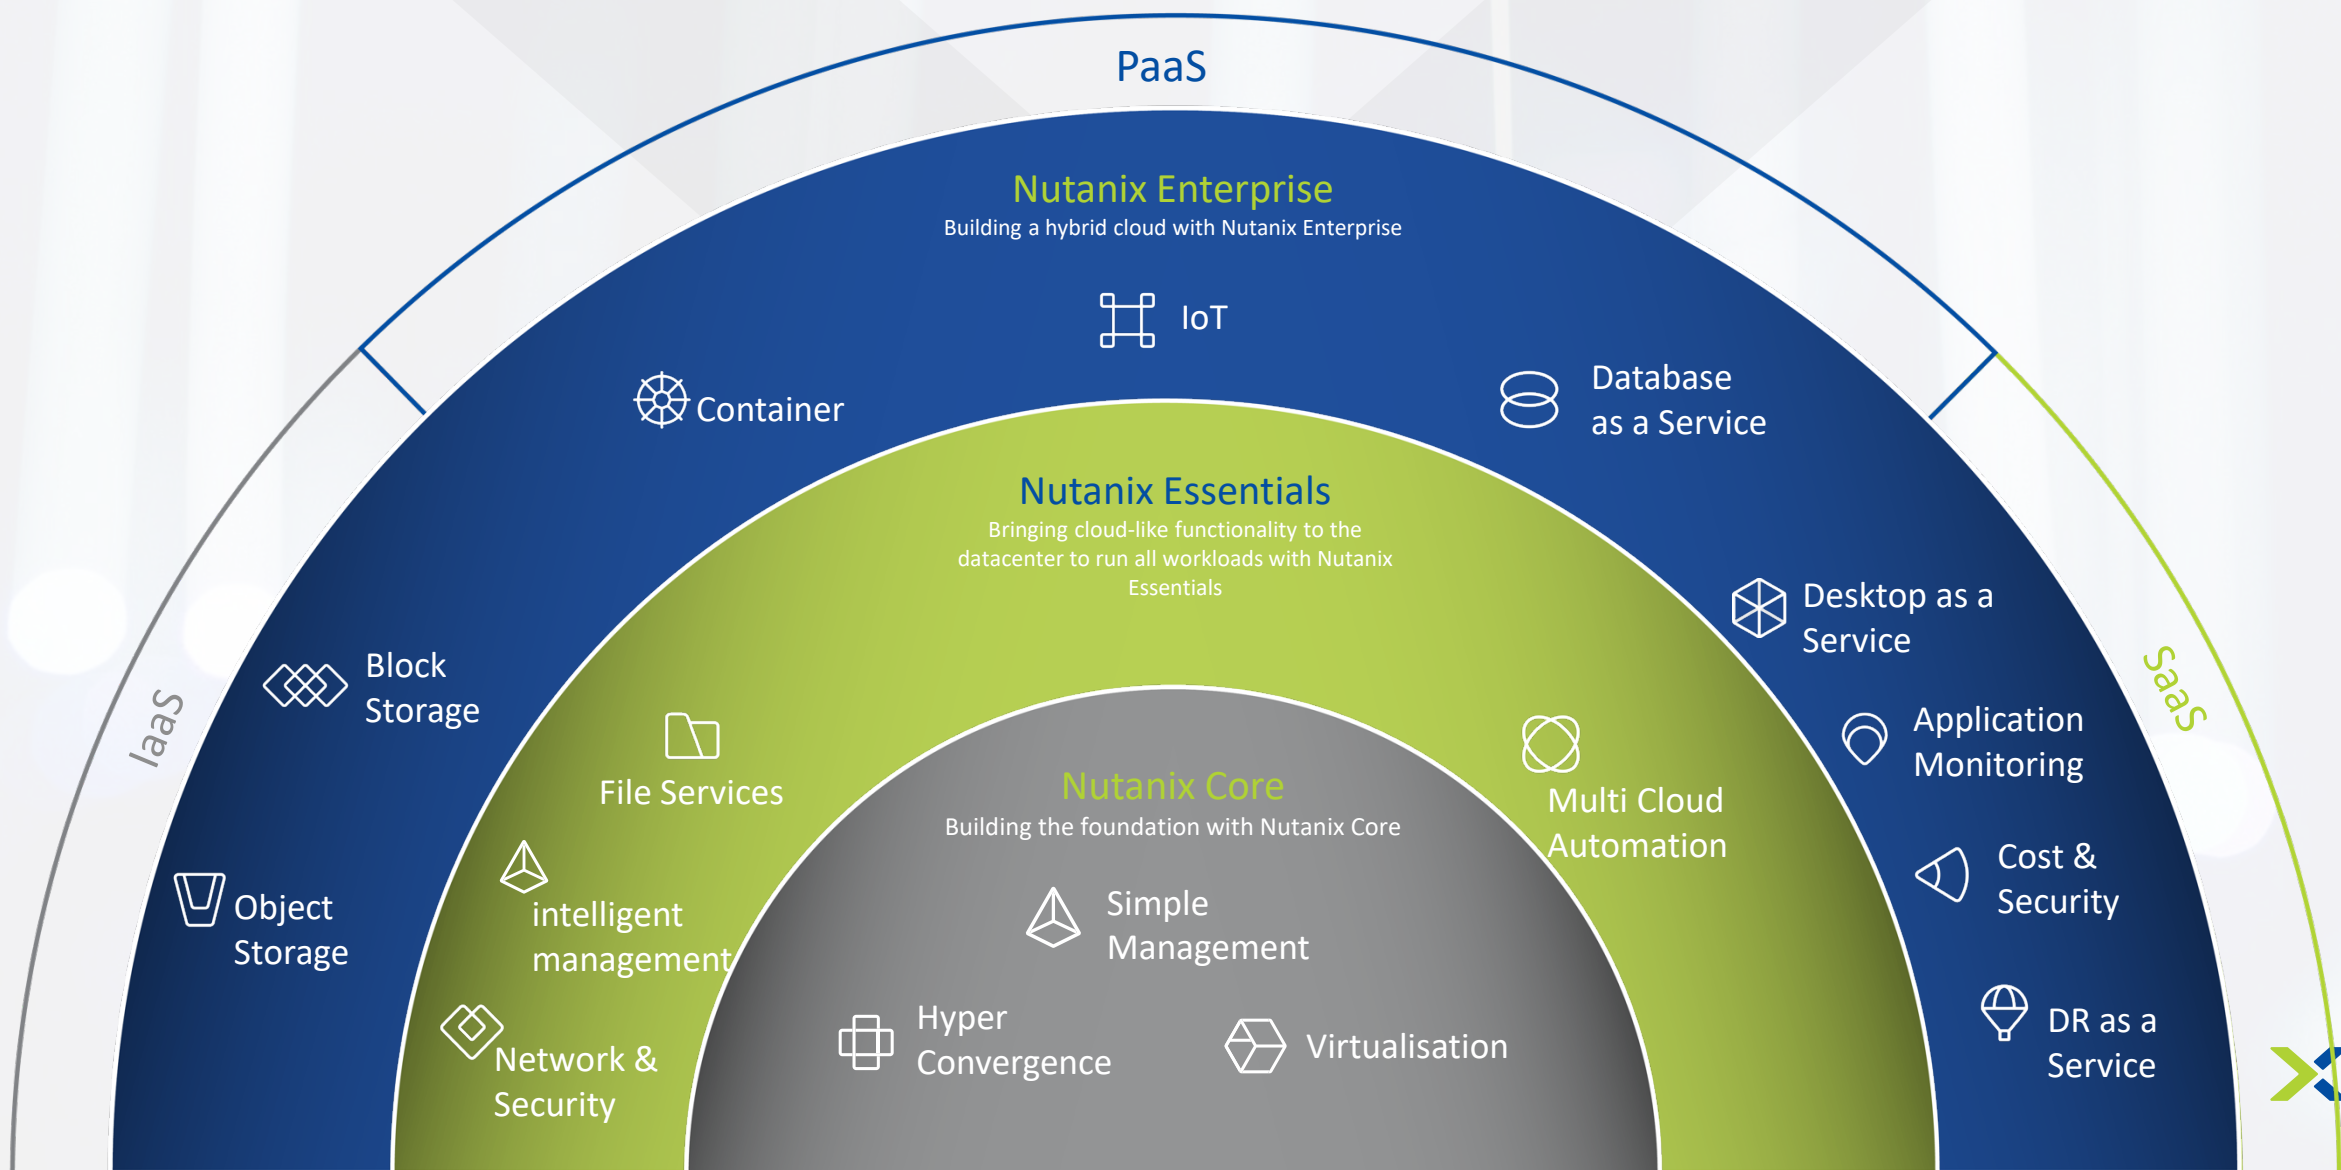 PaaS
Nutanix Enterprise
Building a hybrid cloud with Nutanix Enterprise
IoT
Container
Database
as a Service
Nutanix Essentials
Bringing cloud-like functionality to the
datacenter to run all workloads with Nutanix
Essentials
Block
Storage
Desktop as a
Service
IaaS
SaaS
File Services
Application
Monitoring
Nutanix Core
Building the foundation with Nutanix Core
Multi Cloud
Automation
Object
Storage
intelligent
management
Simple
Management
Cost &
Security
Network &
Security
Hyper
Convergence
Virtualisation
DR as a
Service